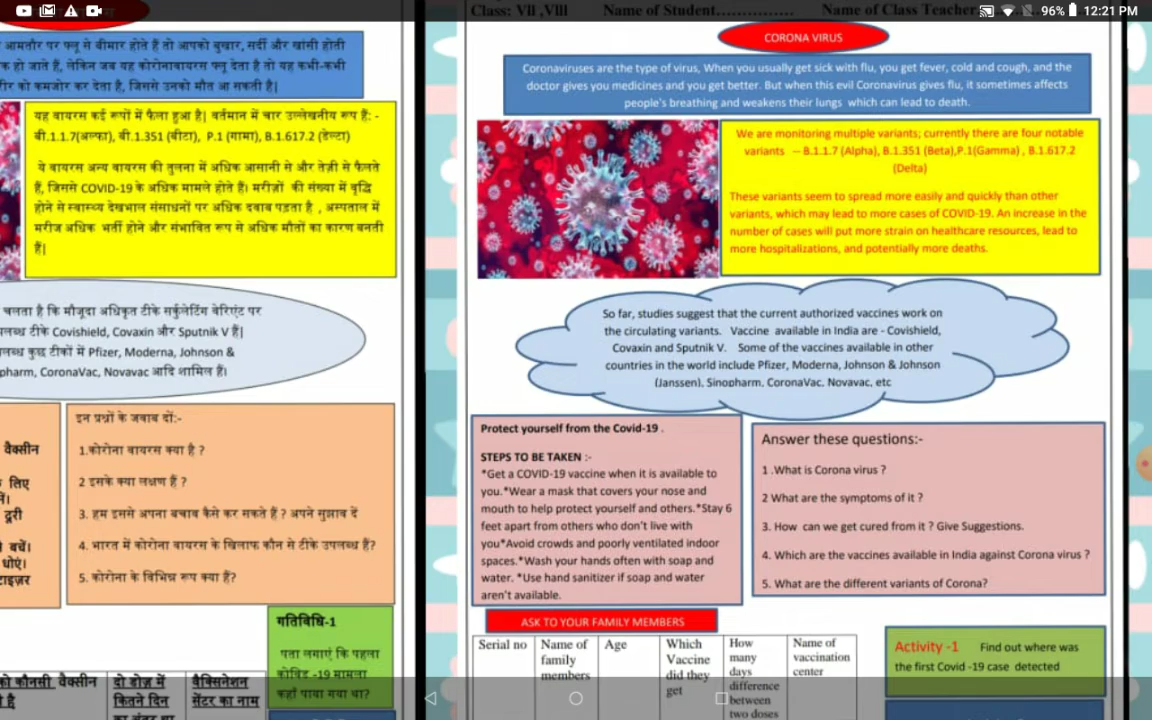 96% 12:21 PM
आमतौर पर फ्लू से बीमार होते हैं तो आपको बुखार, सर्दी और खांसी होती
क हो जाते हैं, लेकिन जब यह कोरोनावायरस फ्लू देता है तो यह कभी-कभी
रीर को कमजोर कर देता है, जिससे उनको मौत आ सकती है|
यह वायरस कई रूपों में फैला हुआ है| वर्तमान में चार उल्लेखनीय रूप हैं: -
बी.1.1.7(अल्फा), बी.1.351 (बीटा), P.1 (गामा), B.1.617.2 (डेल्टा)
ये वायरस अन्य वायरस की तुलना में अधिक आसानी से और तेज़ी से फैलते
हैं, जिससे COVID-19 के अधिक मामले होते हैं। मरीज़ों की संख्या में वृद्धि
होने से स्वास्थ्य देखभाल संसाधनों पर अधिक दवाब पड़ता है , अस्पताल में
मरीज अधिक भर्ती होने और संभावित रूप से अधिक मौतों का कारण बनती
हैं|
चलता है कि मौजूदा अधिकृत टीके सर्कुलेटिंग वेरिएंट पर
पलब्ध टीके Covishield, Covaxin और Sputnik V हैं|
पलब्ध कुछ टीकों में Pfizer, Moderna, Johnson &
pharm, CoronaVac, Novavac आदि शामिल हैं।
वैक्सीन
लिए
दूरी
बचें।
धोएं।
टाइज़र
इन प्रश्नों के जवाब दों:-
1.कोरोना वायरस क्या है ?
2 इसके क्या लक्षण हैं ?
3. हम इससे अपना बचाव कैसे कर सकते हैं ? अपने सुझाव दें
4. भारत में कोरोना वायरस के खिलाफ कौन से टीके उपलब्ध हैं?
5. कोरोना के विभिन्न रूप क्या हैं?
गतिविधि-1
पता लगाएं कि पहला
कोविड -19 मामला
कहाँ पाया गया था?
को कौनसी वैक्सीन
है
दो डोज़ में
कितने दिन
वैक्सिनेशन
सेंटर का नाम
Class: VII ,VIII Name of Student…………… Name of Class Teacher
CORONA VIRUS
Coronaviruses are the type of virus, When you usually get sick with flu, you get fever, cold and cough, and the
doctor gives you medicines and you get better. But when this evil Coronavirus gives flu, it sometimes affects
people's breathing and weakens their lungs which can lead to death.
We are monitoring multiple variants; currently there are four notable
variants – B.1.1.7 (Alpha), B.1.351 (Beta),P.1(Gamma) , B.1.617.2
(Delta)
These variants seem to spread more easily and quickly than other
variants, which may lead to more cases of COVID-19. An increase in the
number of cases will put more strain on healthcare resources, lead to
more hospitalizations, and potentially more deaths.
So far, studies suggest that the current authorized vaccines work on
the circulating variants. Vaccine available in India are - Covishield,
Covaxin and Sputnik V. Some of the vaccines available in other
countries in the world include Pfizer, Moderna, Johnson & Johnson
(Janssen), Sinopharm, CoronaVac, Novavac, etc
Protect yourself from the Covid-19 .
STEPS TO BE TAKEN :-
*Get a COVID-19 vaccine when it is available to
you.*Wear a mask that covers your nose and
mouth to help protect yourself and others.*Stay 6
feet apart from others who don't live with
you*Avoid crowds and poorly ventilated indoor
spaces.*Wash your hands often with soap and
water. *Use hand sanitizer if soap and water
aren't available.
Answer these questions:-
1 .What is Corona virus ?
2 What are the symptoms of it ?
3. How can we get cured from it ? Give Suggestions.
4. Which are the vaccines available in India against Corona virus ?
5. What are the different variants of Corona?
ASK TO YOUR FAMILY MEMBERS
Serial no
Name of
family
members
Age
Which
Vaccine
did they
get
How
many
days
difference
between
two doses
Name of
vaccination
center
Activity -1 Find out where was
the first Covid -19 case detected